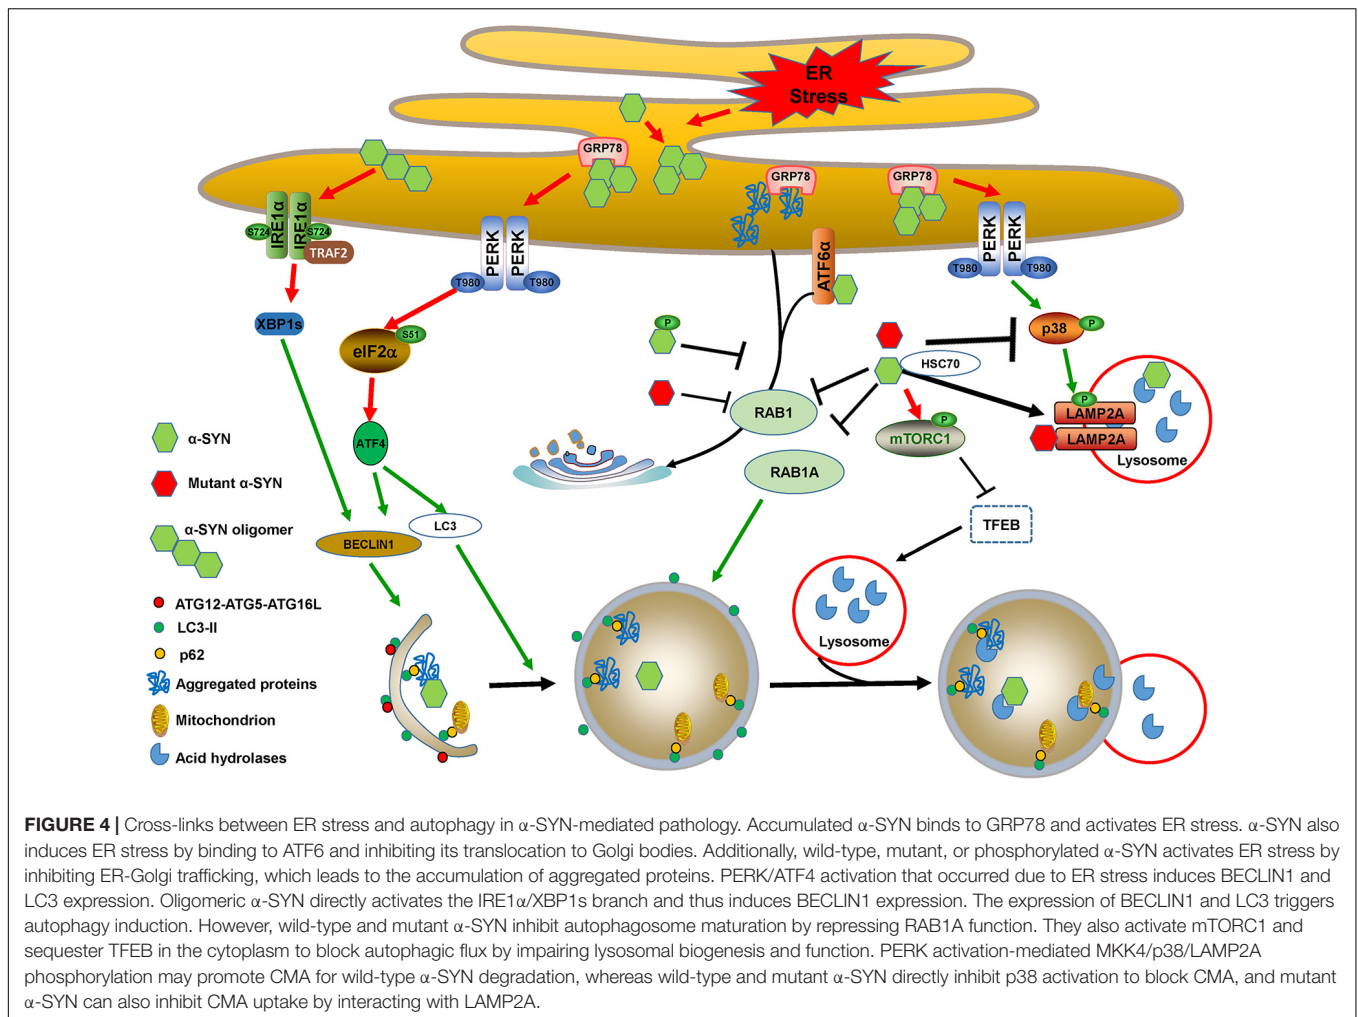 ER
Stress
GRP78
GRP78
GRP78
IRE1α
IRE1α
S724
S724
TRAF2
PERK
PERK
T980
T980
ATF6α
PERK
PERK
T980
T980
XBP1s
eIF2α
S51
P
P
p38
P
HSC70
RAB1
P
LAMP2A
LAMP2A
Lysosome
P
mTORC1
ATF4
α-SYN
Mutant α-SYN
RAB1A
TFEB
LC3
BECLIN1
α-SYN oligomer
ATG12-ATG5-ATG16L
LC3-II
p62
Aggregated proteins
Mitochondrion
Acid hydrolases
Lysosome
FIGURE 4 | Cross-links between ER stress and autophagy in α-SYN-mediated pathology. Accumulated α-SYN binds to GRP78 and activates ER stress. α-SYN also
induces ER stress by binding to ATF6 and inhibiting its translocation to Golgi bodies. Additionally, wild-type, mutant, or phosphorylated α-SYN activates ER stress by
inhibiting ER-Golgi trafficking, which leads to the accumulation of aggregated proteins. PERK/ATF4 activation that occurred due to ER stress induces BECLIN1 and
LC3 expression. Oligomeric α-SYN directly activates the IRE1α/XBP1s branch and thus induces BECLIN1 expression. The expression of BECLIN1 and LC3 triggers
autophagy induction. However, wild-type and mutant α-SYN inhibit autophagosome maturation by repressing RAB1A function. They also activate mTORC1 and
sequester TFEB in the cytoplasm to block autophagic flux by impairing lysosomal biogenesis and function. PERK activation-mediated MKK4/p38/LAMP2A
phosphorylation may promote CMA for wild-type α-SYN degradation, whereas wild-type and mutant α-SYN directly inhibit p38 activation to block CMA, and mutant
α-SYN can also inhibit CMA uptake by interacting with LAMP2A.